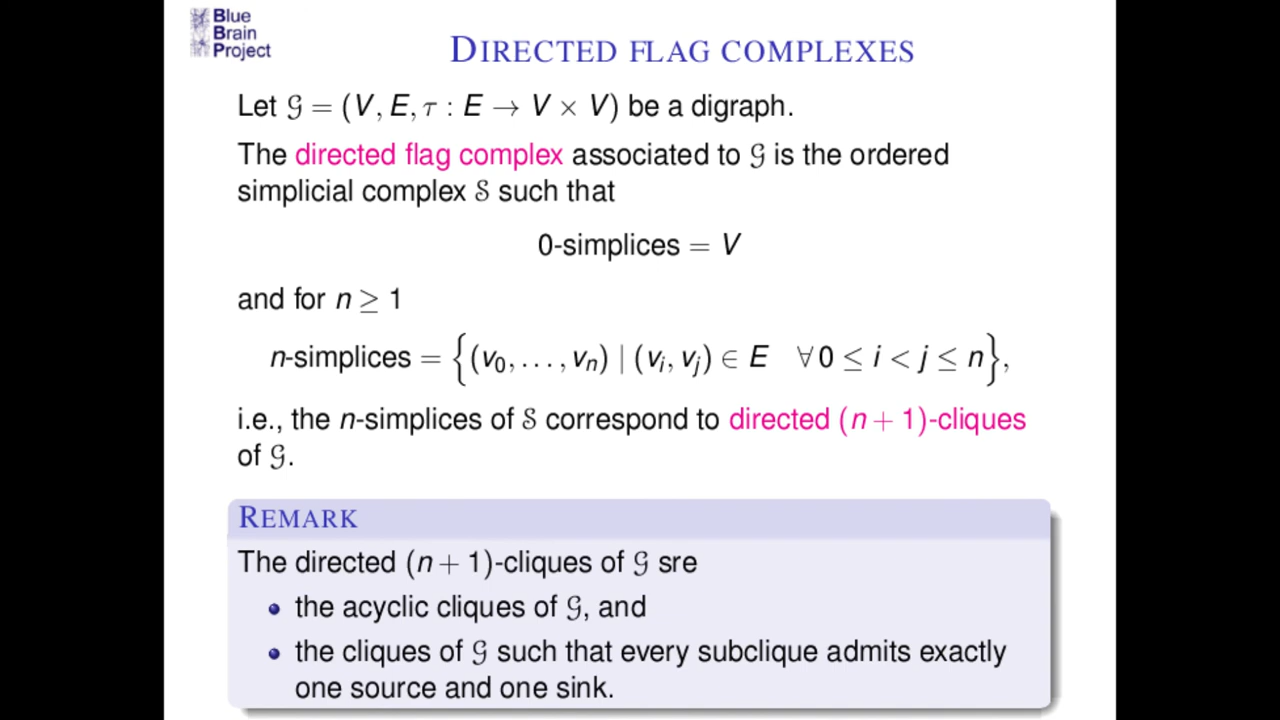 Blue
Brain
Project
DIRECTED FLAG COMPLEXES
Let 𝒢 = (V, E, τ : E → V × V) be a digraph.
The directed flag complex associated to 𝒢 is the ordered
simplicial complex 𝒮 such that
0-simplices = V
and for n ≥ 1
n-simplices = {(v₀, . . . , vₙ) | (vᵢ, vⱼ) ∈ E ∀ 0 ≤ i < j ≤ n},
i.e., the n-simplices of 𝒮 correspond to directed (n + 1)-cliques
of 𝒢.
REMARK
The directed (n + 1)-cliques of 𝒢 sre
• the acyclic cliques of 𝒢, and
• the cliques of 𝒢 such that every subclique admits exactly
one source and one sink.